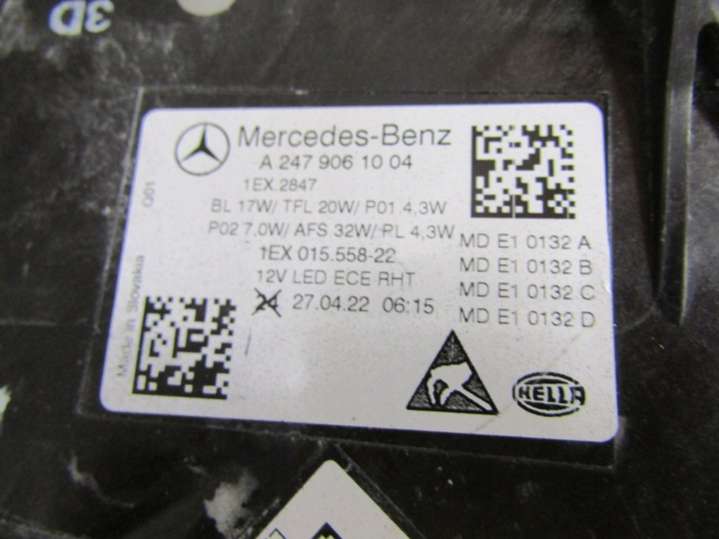 3D
Mercedes-Benz
A 247 906 10 04
1EX.2847
BL 17W/ TFL 20W/ P01 4,3W
P02 7,0W/ AFS 32W/ PL 4,3W
1EX 015.558-22
12V LED ECE RHT
24 27.04.22 06:15
MD E1 0132 A
MD E1 0132 B
MD E1 0132 C
MD E1 0132 D
Q01
Made in Slovakia
HELLA